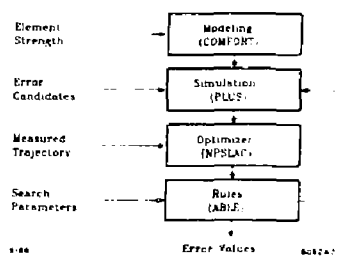 Element
Strength
Modeling
(COMFORT)
Error
Candidates
Simulation
(PLUS)
Measured
Trajectory
Optimizer
(NPSLAC)
Search
Parameters
Rules
(ABLE)
Error Values